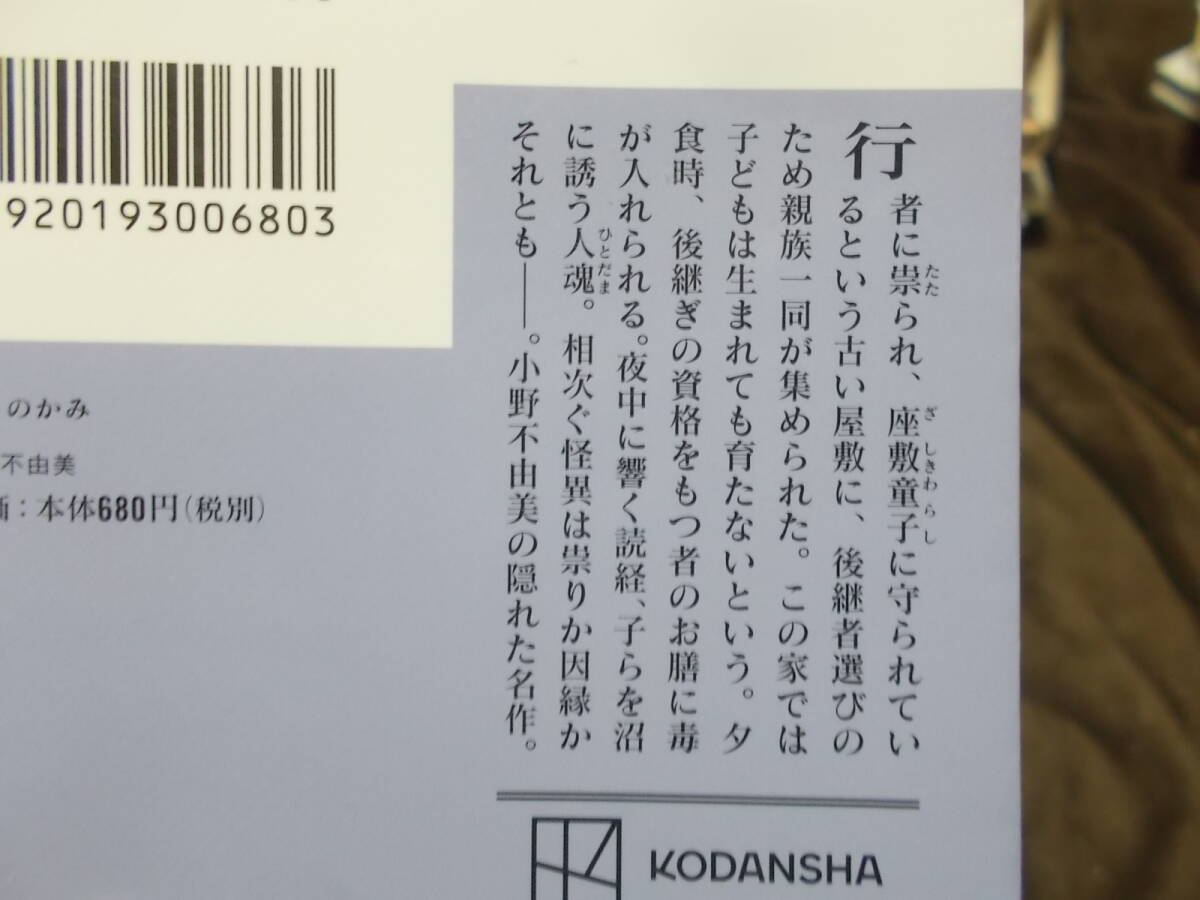 9201930006803
のかみ
不由美
価：本体680円(税別)
行者に祟られ、座敷童子に守られてい
るという古い屋敷に、後継者選びの
ため親族一同が集められた。この家では
子どもは生まれても育たないという。夕
食時、後継ぎの資格をもつ者のお膳に毒
が入れられる。夜中に響く読経、子らを沼
に誘う人魂。相次ぐ怪異は祟りか因縁か
それとも——。小野不由美の隠れた名作。
KODANSHA